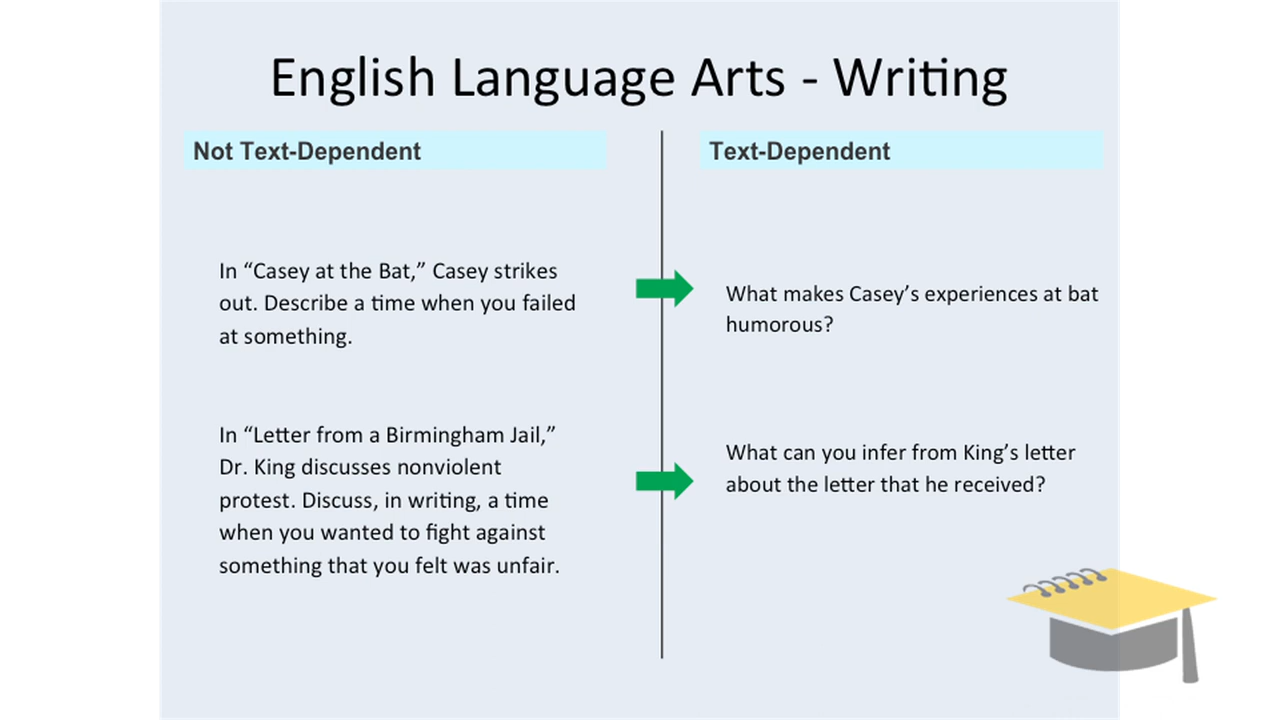 English Language Arts - Writing
Not Text-Dependent
Text-Dependent
In “Casey at the Bat,” Casey strikes
out. Describe a time when you failed
at something.
What makes Casey’s experiences at bat
humorous?
In “Letter from a Birmingham Jail,”
Dr. King discusses nonviolent
protest. Discuss, in writing, a time
when you wanted to fight against
something that you felt was unfair.
What can you infer from King’s letter
about the letter that he received?